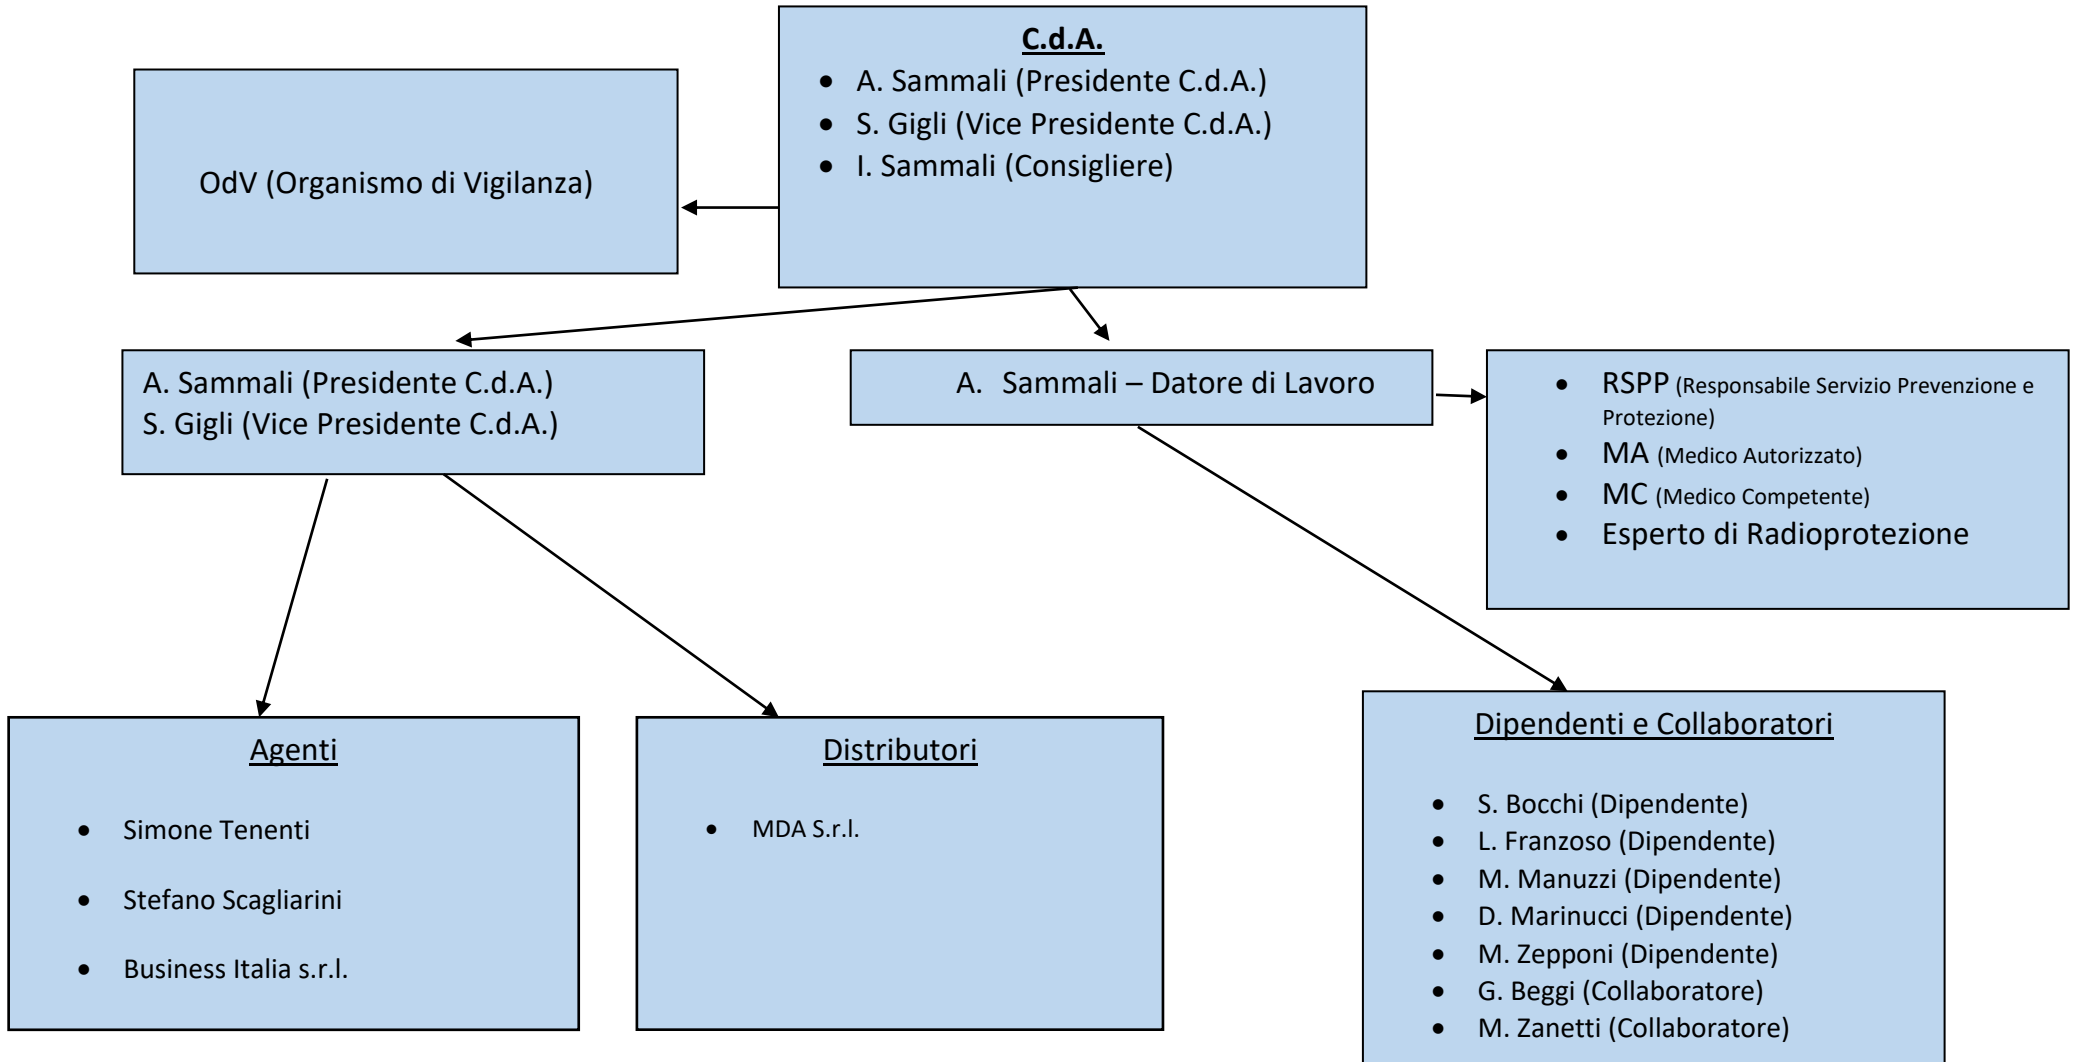 C.d.A.
• A. Sammali (Presidente C.d.A.)
• S. Gigli (Vice Presidente C.d.A.)
• I. Sammali (Consigliere)
OdV (Organismo di Vigilanza)
A. Sammali (Presidente C.d.A.)
S. Gigli (Vice Presidente C.d.A.)
A. Sammali – Datore di Lavoro
• RSPP (Responsabile Servizio Prevenzione e
Protezione)
• MA (Medico Autorizzato)
• MC (Medico Competente)
• Esperto di Radioprotezione
Agenti
• Simone Tenenti
• Stefano Scagliarini
• Business Italia s.r.l.
Distributori
• MDA S.r.l.
Dipendenti e Collaboratori
• S. Bocchi (Dipendente)
• L. Franzoso (Dipendente)
• M. Manuzzi (Dipendente)
• D. Marinucci (Dipendente)
• M. Zepponi (Dipendente)
• G. Beggi (Collaboratore)
• M. Zanetti (Collaboratore)